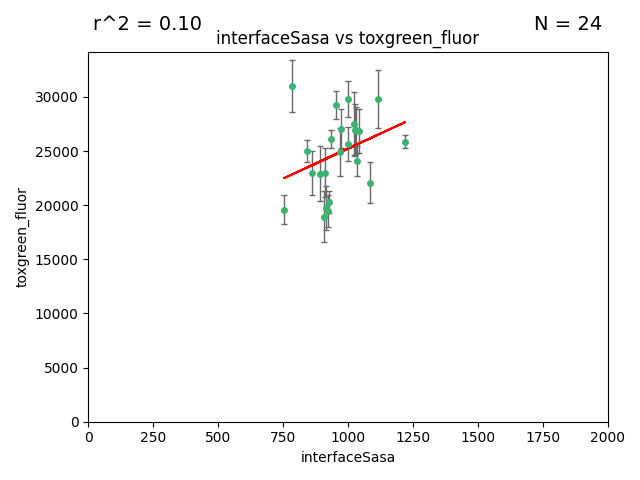 r^2 = 0.10
N = 24
interfaceSasa vs toxgreen_fluor
toxgreen_fluor
30000
25000
20000
15000
10000
5000
0
0 250 500 750 1000 1250 1500 1750 2000
interfaceSasa